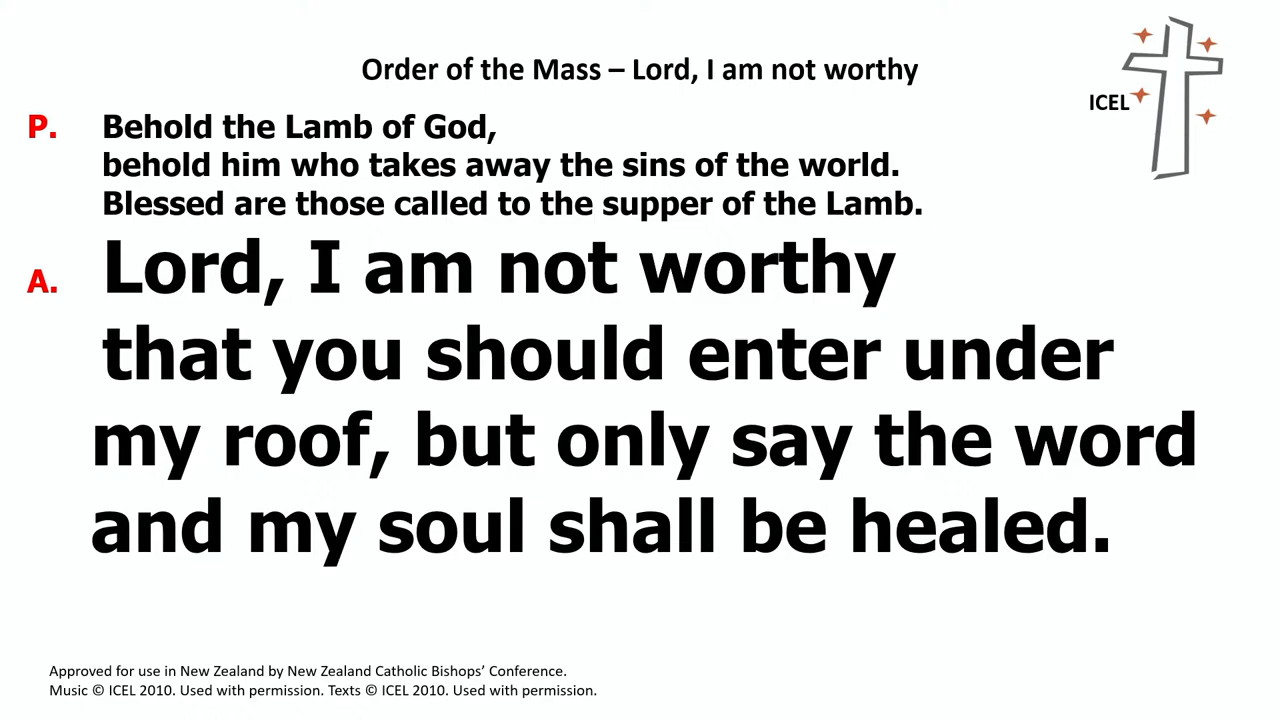 Order of the Mass – Lord, I am not worthy
ICEL
P. Behold the Lamb of God,
behold him who takes away the sins of the world.
Blessed are those called to the supper of the Lamb.
A. Lord, I am not worthy
that you should enter under
my roof, but only say the word
and my soul shall be healed.
Approved for use in New Zealand by New Zealand Catholic Bishops’ Conference.
Music © ICEL 2010. Used with permission. Texts © ICEL 2010. Used with permission.